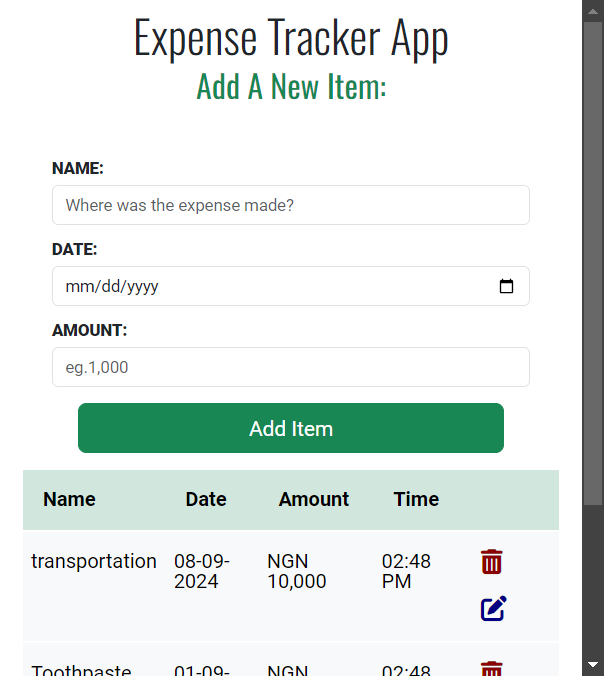 Expense Tracker App
Add A New Item:
NAME:
Where was the expense made?
DATE:
mm/dd/yyyy
AMOUNT:
eg.1,000
Add Item
Name Date Amount Time
transportation 08-09- NGN 02:48
2024 10,000 PM
Toothpaste 01-09- NGN 02:48